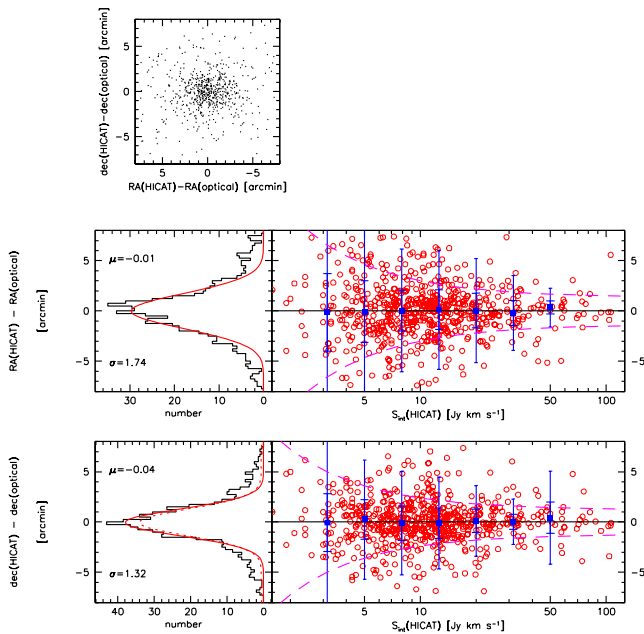 dec(HICAT)−dec(optical) [arcmin]
5
0
−5
5
0
−5
RA(HICAT)−RA(optical) [arcmin]
RA(HICAT) − RA(optical)
[arcmin]
5
0
−5
μ=−0.01
σ=1.74
5
0
−5
30
20
10
0
number
5
10
50
100
S_int(HICAT) [Jy km s⁻¹]
dec(HICAT) − dec(optical)
[arcmin]
5
0
−5
μ=−0.04
σ=1.32
5
0
−5
40
30
20
10
0
number
5
10
50
100
S_int(HICAT) [Jy km s⁻¹]